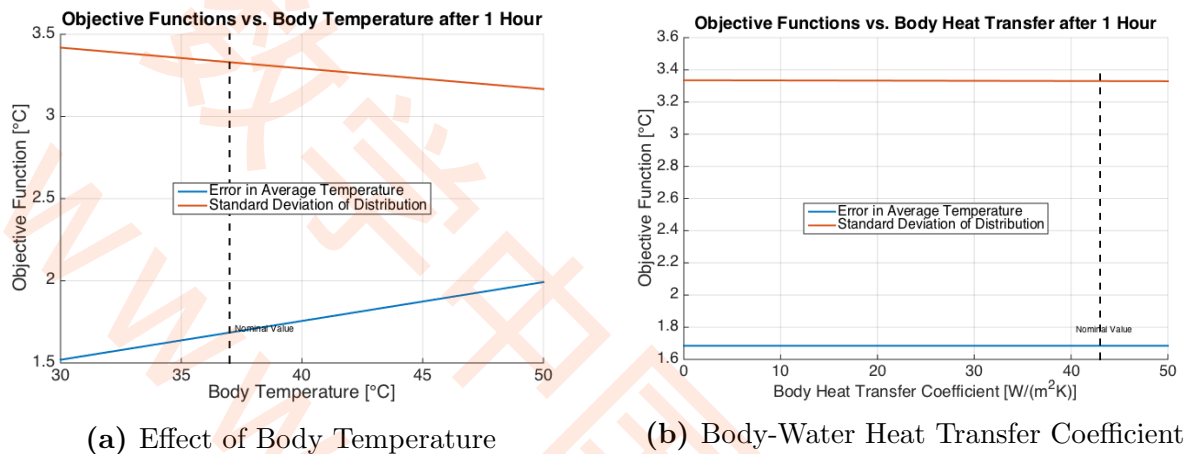 Objective Functions vs. Body Temperature after 1 Hour
3.5
3
2.5
2
1.5
Objective Function [°C]
Error in Average Temperature
Standard Deviation of Distribution
Nominal Value
30
35
40
45
50
Body Temperature [°C]
(a) Effect of Body Temperature
Objective Functions vs. Body Heat Transfer after 1 Hour
3.6
3.4
3.2
3
2.8
2.6
2.4
2.2
2
1.8
1.6
Objective Function [°C]
Error in Average Temperature
Standard Deviation of Distribution
Nominal Value
0
10
20
30
40
50
Body Heat Transfer Coefficient [W/(m²K)]
(b) Body-Water Heat Transfer Coefficient
数学中国
www